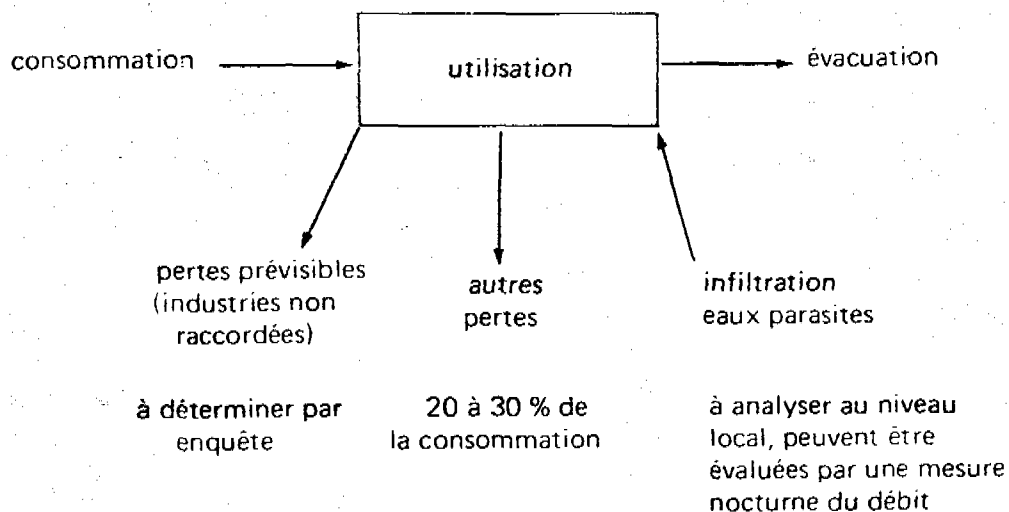 consommation
utilisation
évacuation
pertes prévisibles
(industries non
raccordées)
autres
pertes
infiltration
eaux parasites
à déterminer par
enquête
20 à 30 % de
la consommation
à analyser au niveau
local, peuvent être
évaluées par une mesure
nocturne du débit